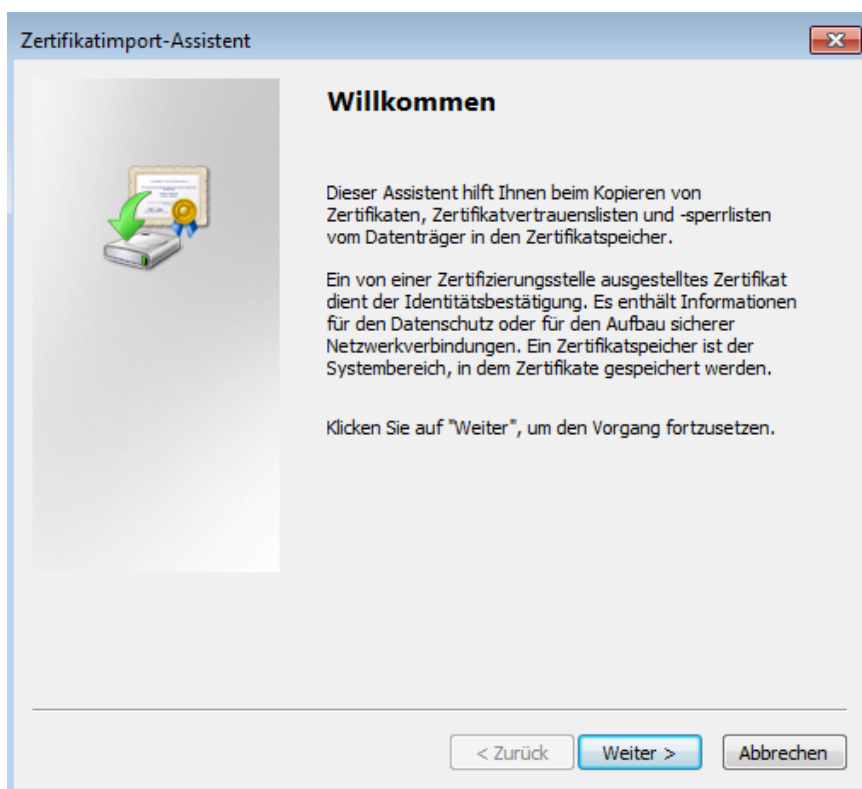 Zertifikatimport-Assistent
Willkommen
Dieser Assistent hilft Ihnen beim Kopieren von
Zertifikaten, Zertifikatvertrauenslisten und -sperrlisten
vom Datenträger in den Zertifikatspeicher.
Ein von einer Zertifizierungsstelle ausgestelltes Zertifikat
dient der Identitätsbestätigung. Es enthält Informationen
für den Datenschutz oder für den Aufbau sicherer
Netzwerkverbindungen. Ein Zertifikatspeicher ist der
Systembereich, in dem Zertifikate gespeichert werden.
Klicken Sie auf "Weiter", um den Vorgang fortzusetzen.
< Zurück Weiter > Abbrechen